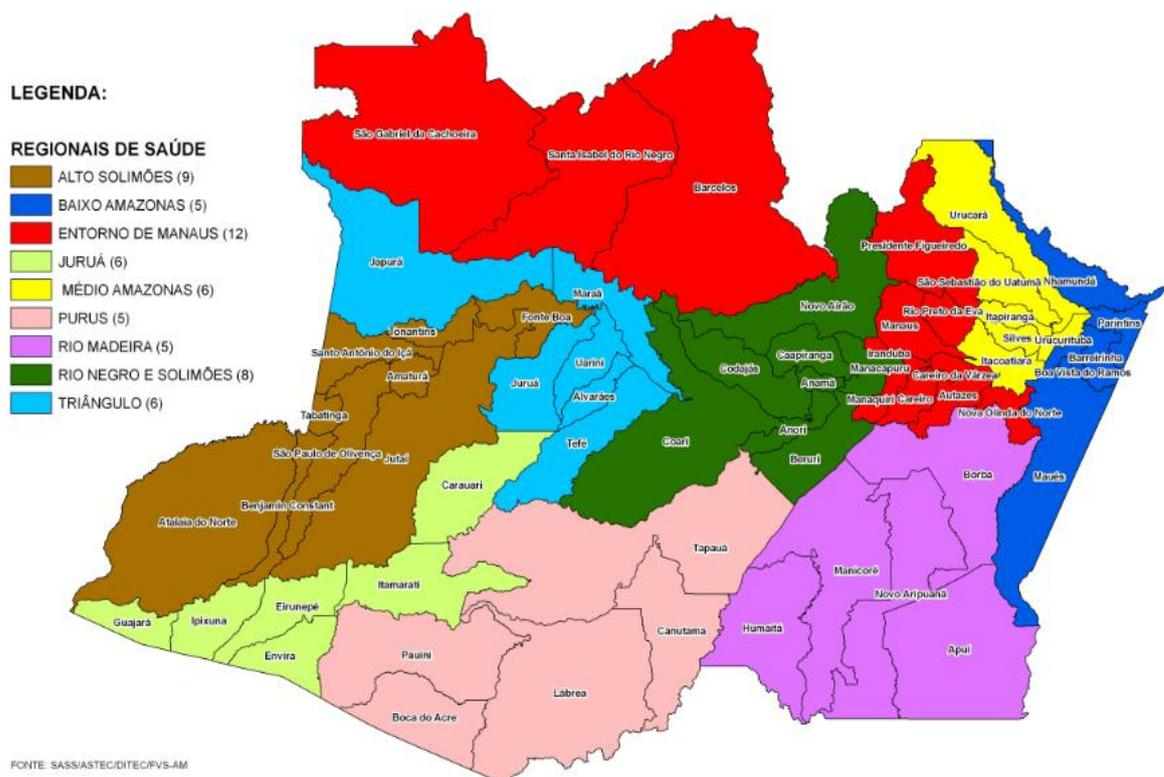 LEGENDA:
REGIONAIS DE SAÚDE
ALTO SOLIMÕES (9)
BAIXO AMAZONAS (5)
ENTORNO DE MANAUS (12)
JURUÁ (6)
MÉDIO AMAZONAS (6)
PURUS (5)
RIO MADEIRA (5)
RIO NEGRO E SOLIMÕES (8)
TRIÂNGULO (6)
São Gabriel da Cachoeira
Santa Isabel do Rio Negro
Barcelos
Urucará
Presidente Figueiredo
Japurá
São Sebastião do Uatumã
Nhamundá
Maraã
Novo Airão
Rio Preto da Eva
Itapiranga
Parintins
Fonte Boa
Tonantins
Manaus
Silves
Urucurituba
Santo Antônio do Içá
Uarini
Caapiranga
Iranduba
Itacoatiara
Barreirinha
Amaturá
Juruá
Codajás
Manacapuru
Careiro da Várzea
Boa Vista do Ramos
Anamã
Alvarães
Manaquiri
Careiro
Autazes
Tabatinga
Nova Olinda do Norte
Anori
São Paulo de Olivença
Jutaí
Tefé
Coari
Beruri
Borba
Maués
Carauari
Benjamin Constant
Atalaia do Norte
Tapauá
Manicoré
Itamarati
Novo Aripuanã
Eirunepé
Guajará
Ipixuna
Canutama
Humaitá
Apuí
Envira
Pauini
Lábrea
Boca do Acre
FONTE: SASS/ASTEC/DITEC/FVS-AM